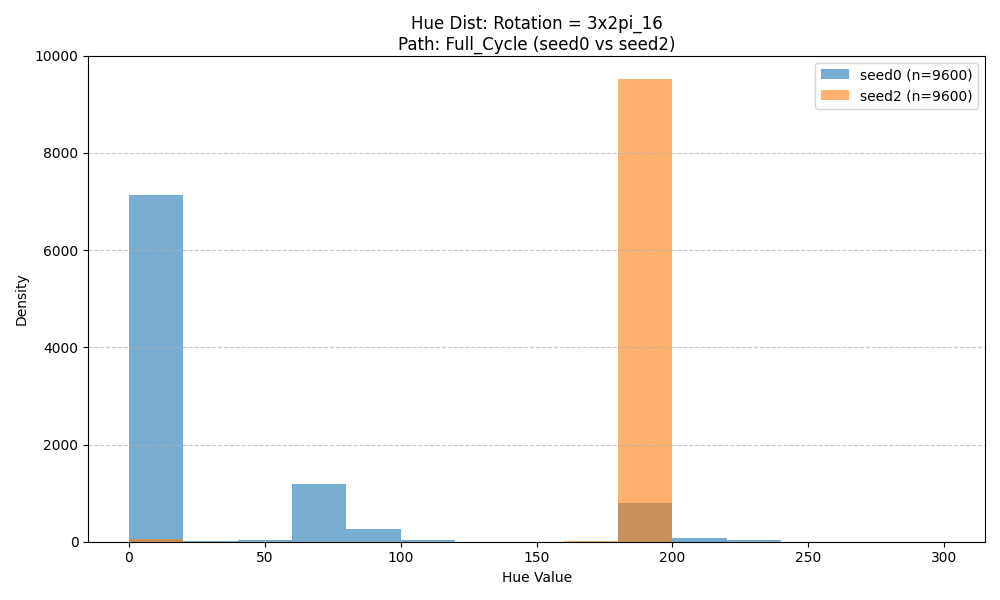 Hue Dist: Rotation = 3x2pi_16
Path: Full_Cycle (seed0 vs seed2)
seed0 (n=9600)
seed2 (n=9600)
Density
10000
8000
6000
4000
2000
0
0 50 100 150 200 250 300
Hue Value